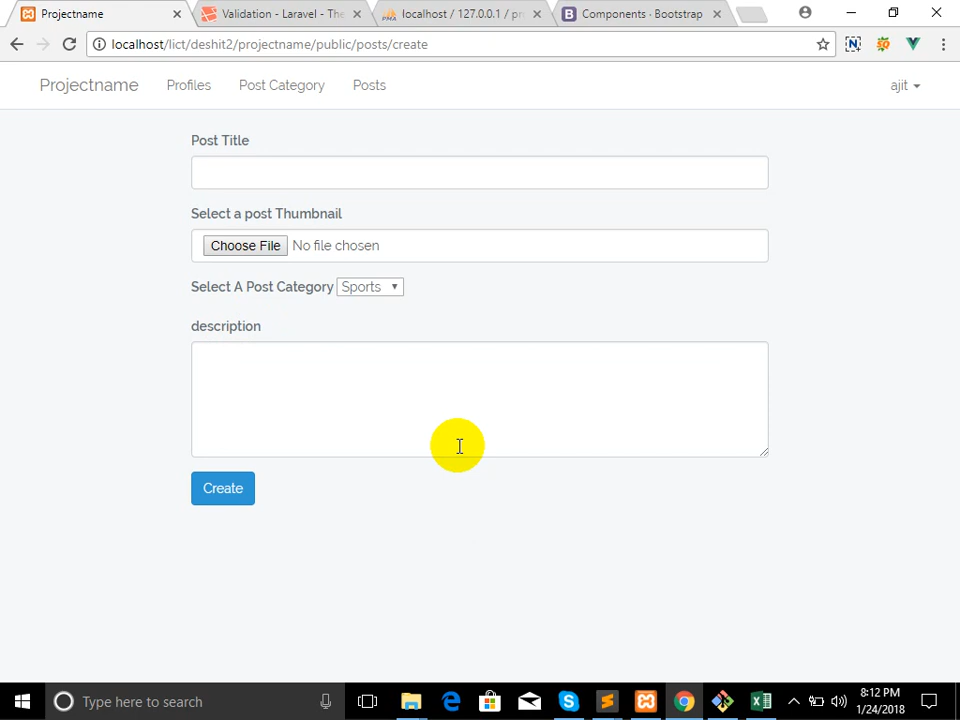 Projectname
Validation - Laravel - The
localhost / 127.0.0.1 / pr
Components · Bootstrap
localhost/lict/deshit2/projectname/public/posts/create
Projectname
Profiles
Post Category
Posts
ajit
Post Title
Select a post Thumbnail
Choose File No file chosen
Select A Post Category Sports
description
Create
Type here to search
8:12 PM
1/24/2018